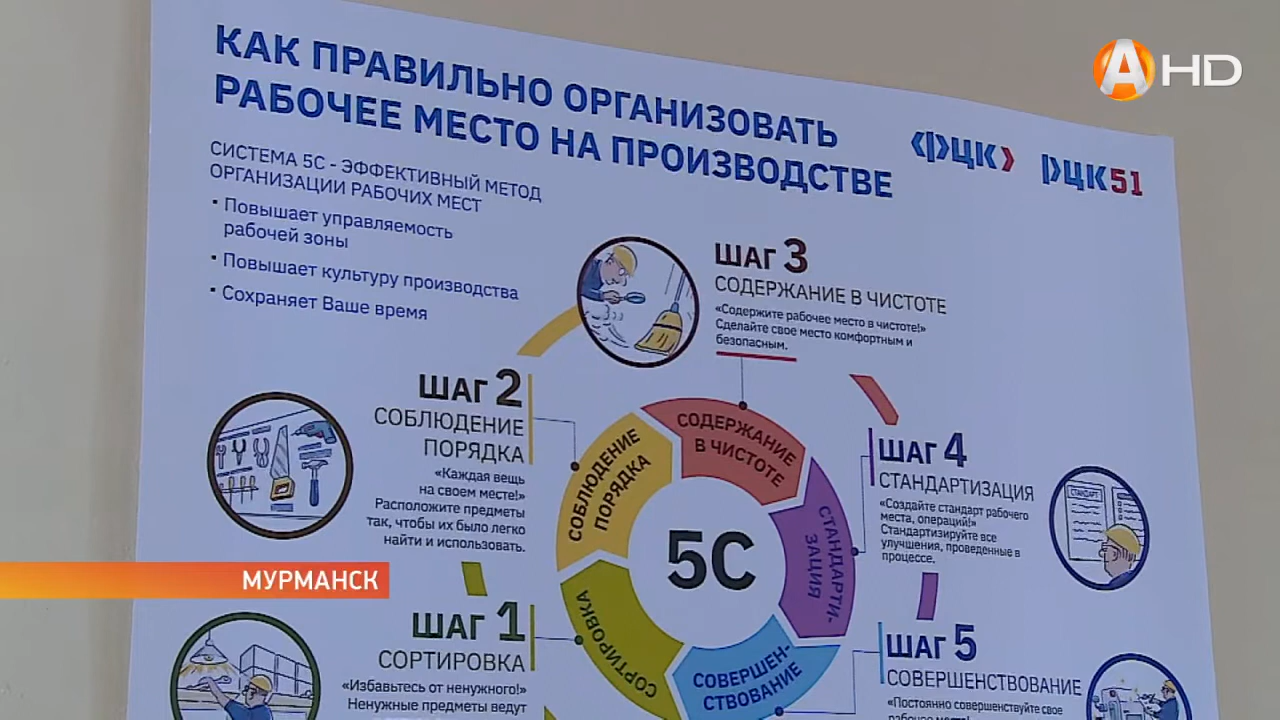 HD
КАК ПРАВИЛЬНО ОРГАНИЗОВАТЬ
РАБОЧЕЕ МЕСТО НА ПРОИЗВОДСТВЕ
ФЦК
РЦК51
СИСТЕМА 5С - ЭФФЕКТИВНЫЙ МЕТОД
ОРГАНИЗАЦИИ РАБОЧИХ МЕСТ
· Повышает управляемость
рабочей зоны
· Повышает культуру производства
· Сохраняет Ваше время
ШАГ 3
СОДЕРЖАНИЕ В ЧИСТОТЕ
«Содержите рабочее место в чистоте!»
Сделайте свое место комфортным и
безопасным.
ШАГ 2
СОБЛЮДЕНИЕ
ПОРЯДКА
«Каждая вещь
на своем месте!»
Расположите предметы
так, чтобы их было легко
найти и использовать.
ШАГ 4
СТАНДАРТИЗАЦИЯ
«Создайте стандарт рабочего
места, операций!»
Стандартизируйте все
улучшения, проведенные в
процессе.
СТАНДАРТ
СОБЛЮДЕНИЕ
ПОРЯДКА
СОДЕРЖАНИЕ
В ЧИСТОТЕ
СТАНДАРТИ-
ЗАЦИЯ
СОВЕРШЕН-
СТВОВАНИЕ
СОРТИРОВКА
5С
МУРМАНСК
ШАГ 1
СОРТИРОВКА
«Избавьтесь от ненужного!»
Ненужные предметы ведут
ШАГ 5
СОВЕРШЕНСТВОВАНИЕ
«Постоянно совершенствуйте свое
рабочее место!»